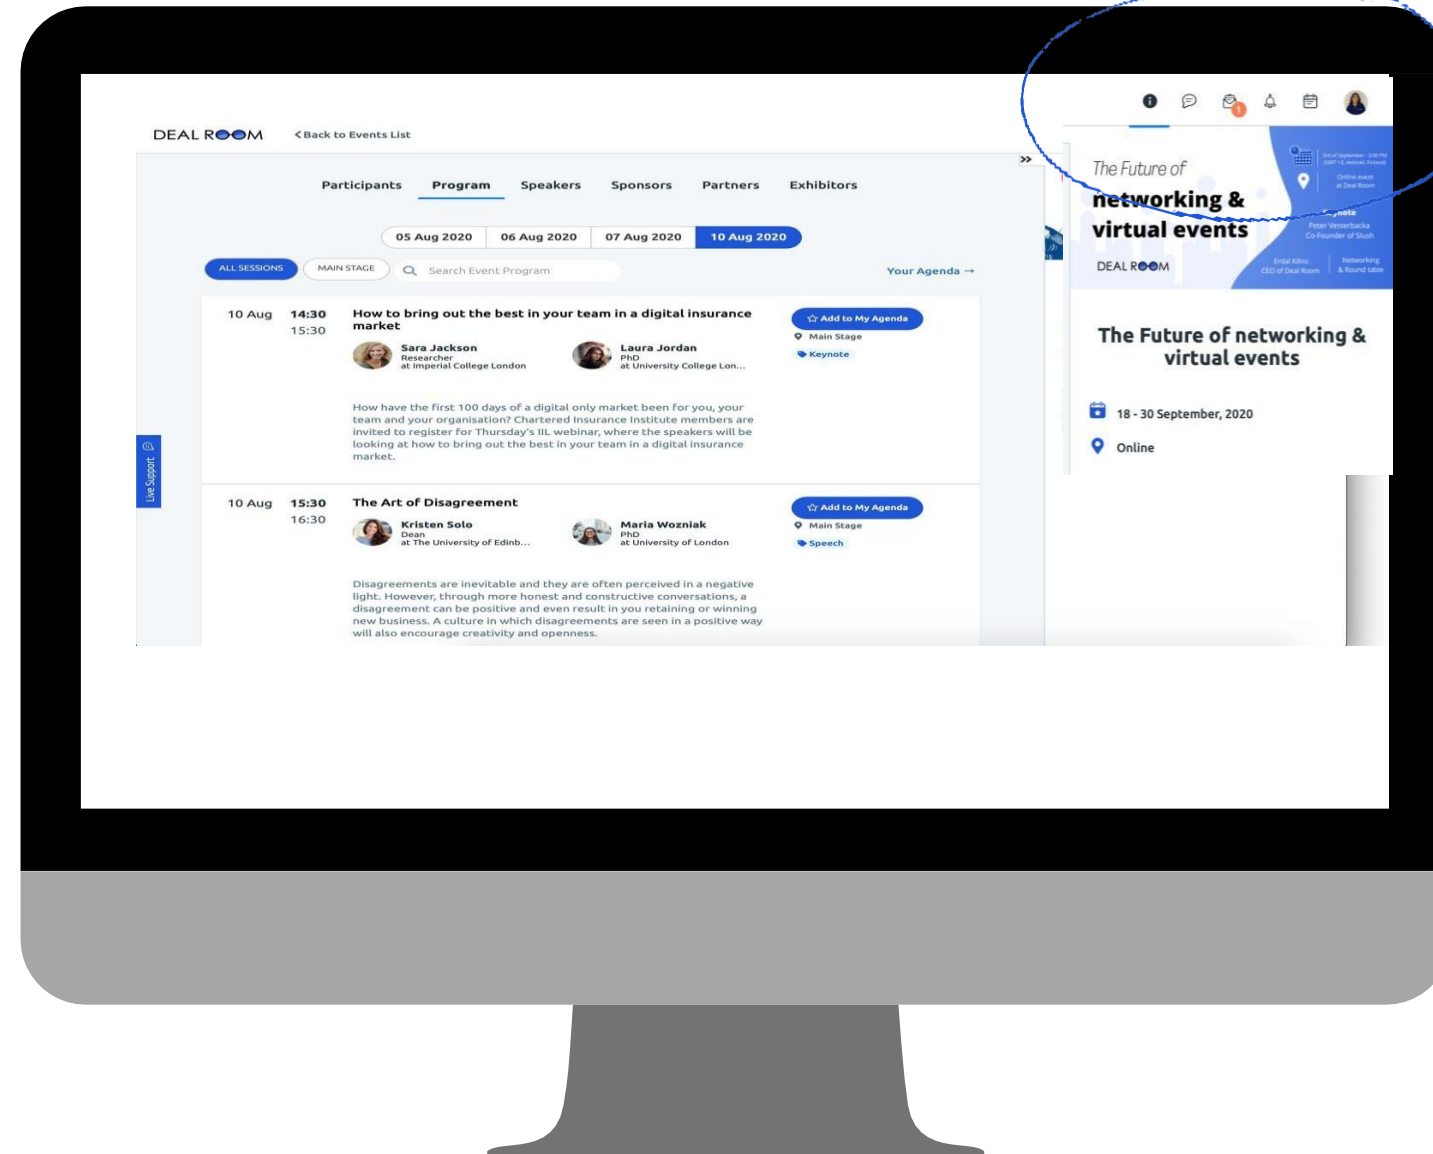 DEAL ROOM
Back to Events List
1
Participants
Program
Speakers
Sponsors
Partners
Exhibitors
05 Aug 2020
06 Aug 2020
07 Aug 2020
10 Aug 2020
ALL SESSIONS
MAIN STAGE
Search Event Program
Your Agenda →
10 Aug
14:30
15:30
How to bring out the best in your team in a digital insurance
market
Sara Jackson
Researcher
at Imperial College London
Laura Jordan
PhD
at University College Lon...
Add to My Agenda
Main Stage
Keynote
How have the first 100 days of a digital only market been for you, your
team and your organisation? Chartered Insurance Institute members are
invited to register for Thursday's IIL webinar, where the speakers will be
looking at how to bring out the best in your team in a digital insurance
market.
10 Aug
15:30
16:30
The Art of Disagreement
Kristen Solo
Dean
at The University of Edinb...
Maria Wozniak
PhD
at University of London
Add to My Agenda
Main Stage
Speech
Disagreements are inevitable and they are often perceived in a negative
light. However, through more honest and constructive conversations, a
disagreement can be positive and even result in you retaining or winning
new business. A culture in which disagreements are seen in a positive way
will also encourage creativity and openness.
Live Support
The Future of
networking &
virtual events
DEAL ROOM
Online event
at Deal Room
Keynote
Peter Vesterbacka
Co-Founder of Slush
Erdal Kilinc
CEO of Deal Room
Networking
& Round table
The Future of networking &
virtual events
18 - 30 September, 2020
Online